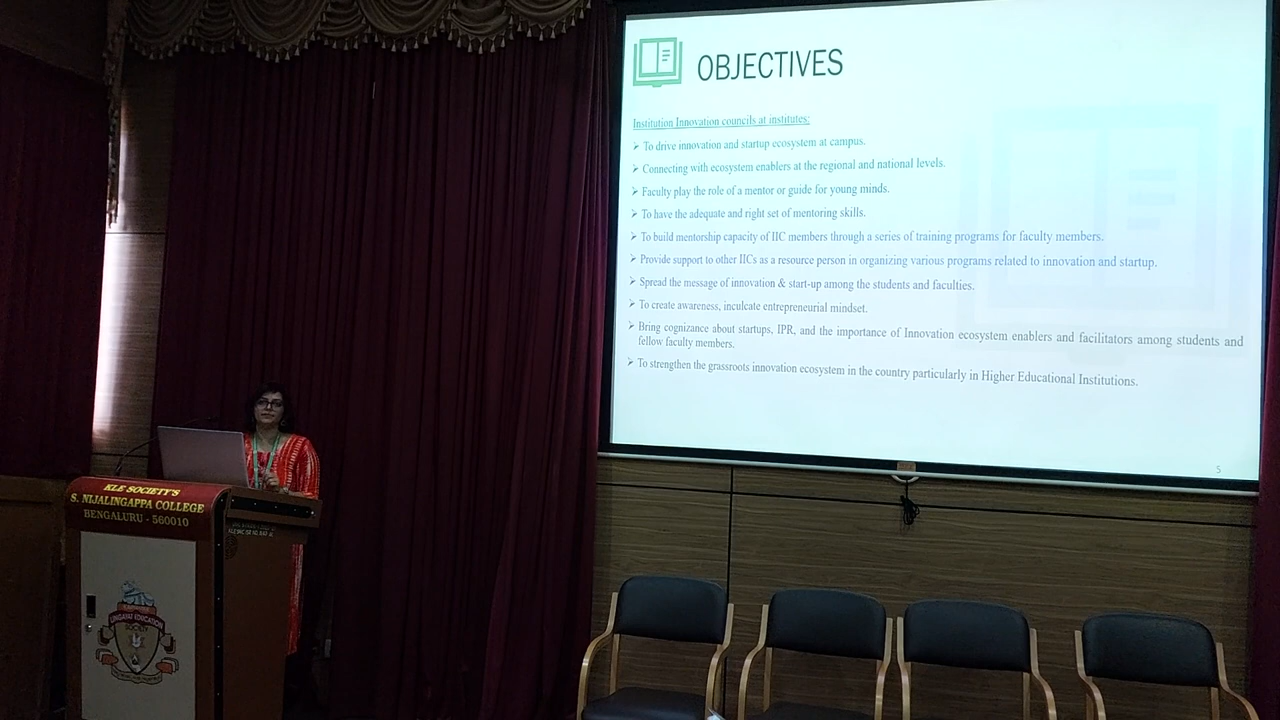 OBJECTIVES
Institution Innovation councils at institutes:
➢ To drive innovation and startup ecosystem at campus.
➢ Connecting with ecosystem enablers at the regional and national levels.
➢ Faculty play the role of a mentor or guide for young minds.
➢ To have the adequate and right set of mentoring skills.
➢ To build mentorship capacity of IIC members through a series of training programs for faculty members.
➢ Provide support to other IICs as a resource person in organizing various programs related to innovation and startup.
➢ Spread the message of innovation & start-up among the students and faculties.
➢ To create awareness, inculcate entrepreneurial mindset.
➢ Bring cognizance about startups, IPR, and the importance of Innovation ecosystem enablers and facilitators among students and
fellow faculty members.
➢ To strengthen the grassroots innovation ecosystem in the country particularly in Higher Educational Institutions.
5
KLE SOCIETY'S
S. NIJALINGAPPA COLLEGE
BENGALURU - 560010
LINGAYAT EDUCATION
SOCIETY